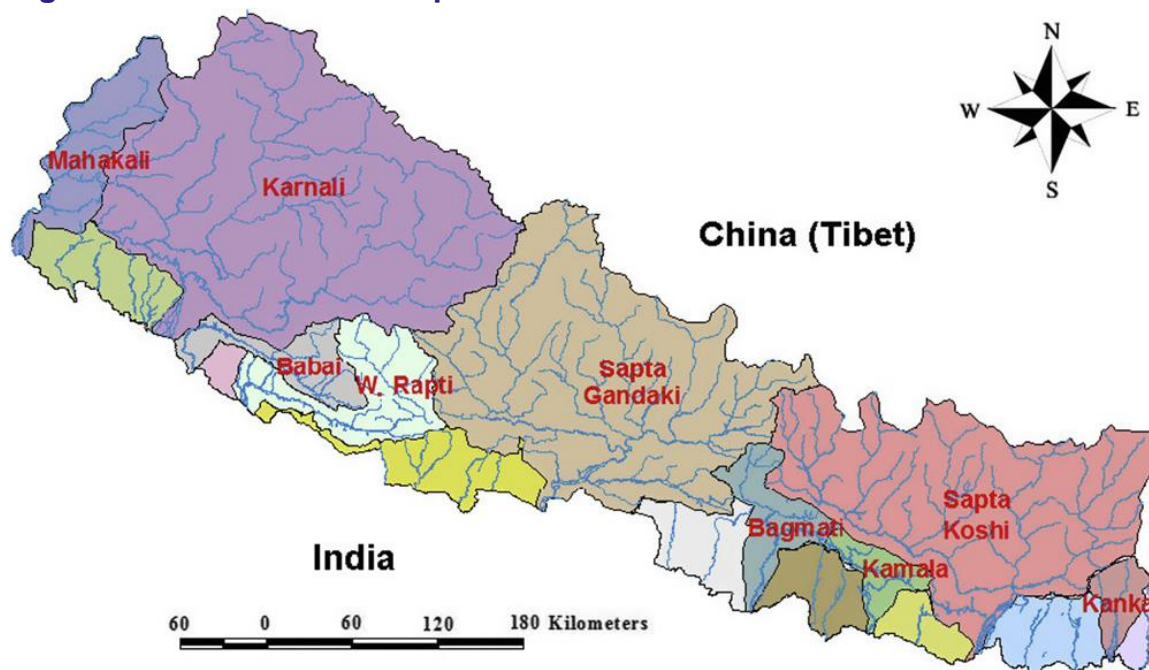 N
W
E
S
Mahakali
Karnali
China (Tibet)
Babai
W. Rapti
Sapta
Gandaki
Sapta
Koshi
Bagmati
Kamala
India
Kanka
60 0 60 120 180 Kilometers